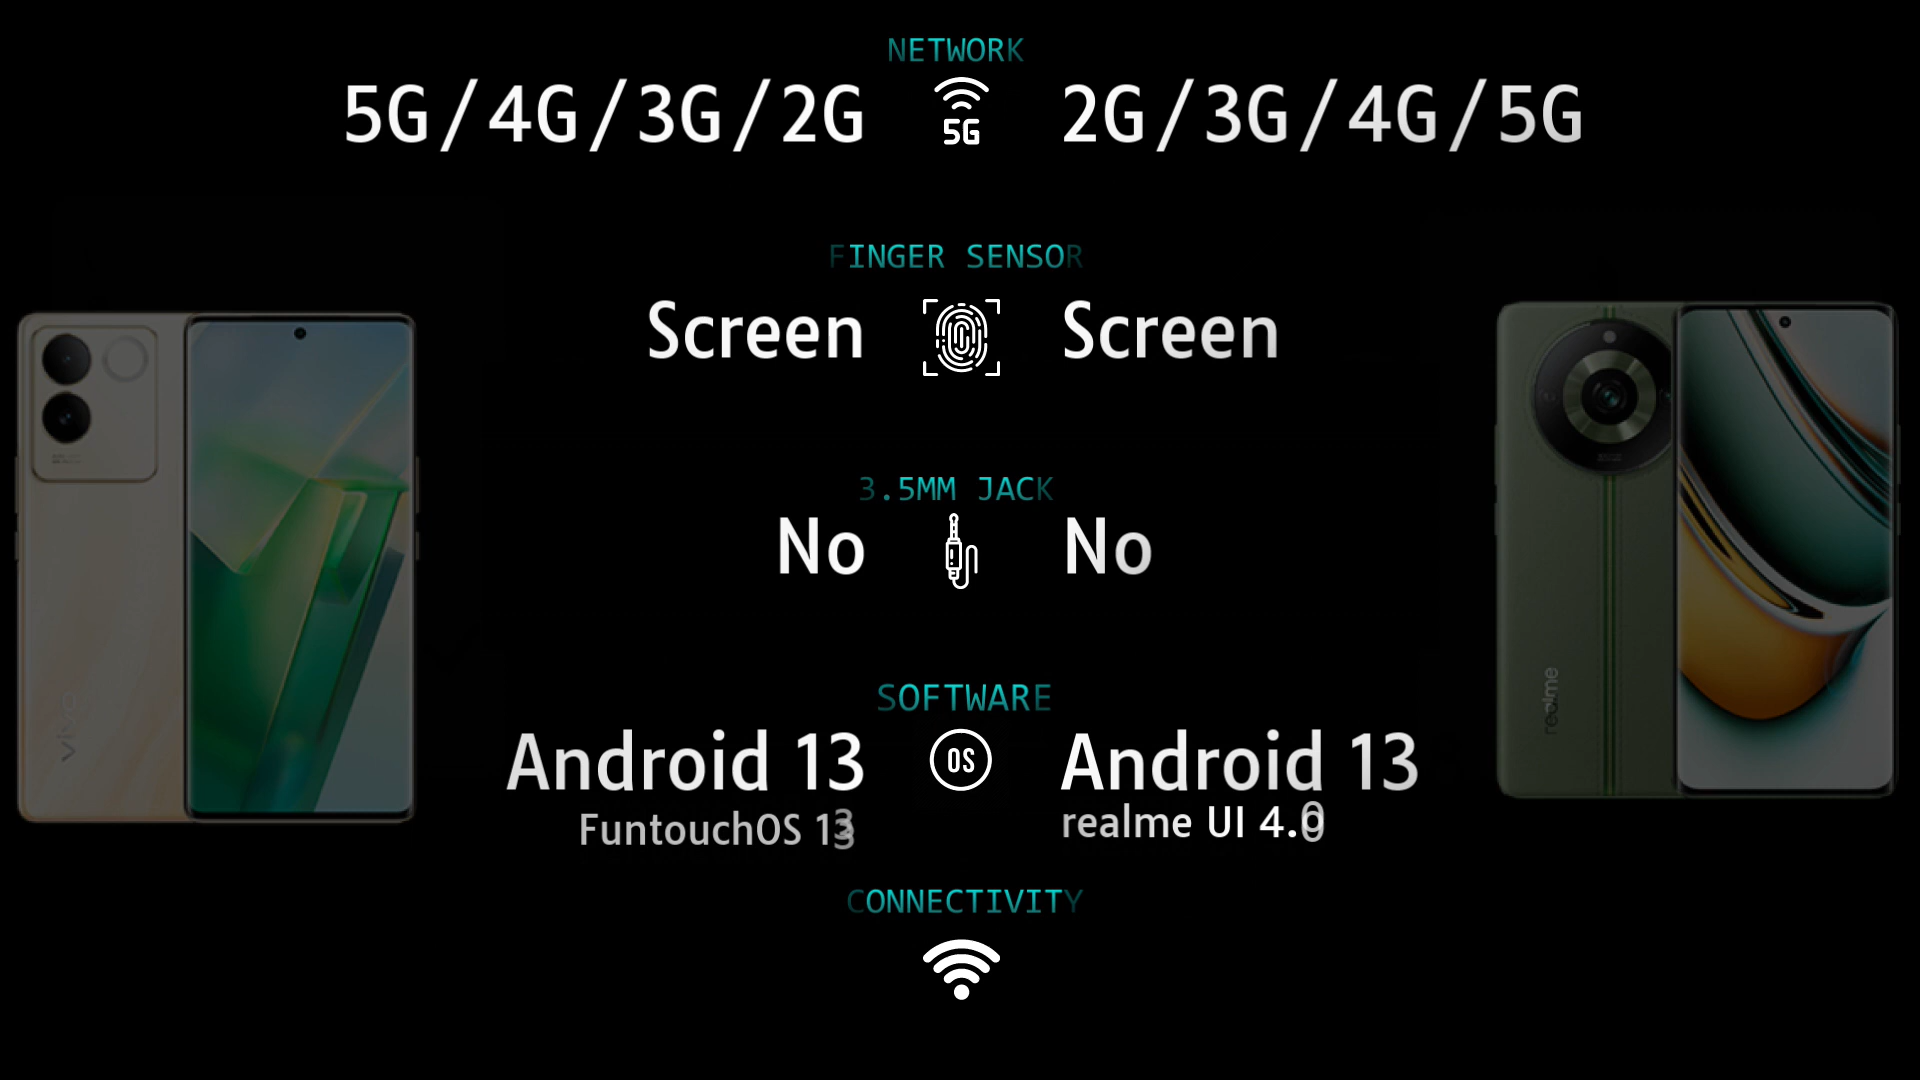 NETWORK
5G/4G/3G/2G
5G
2G/3G/4G/5G
FINGER SENSOR
Screen
Screen
3.5MM JACK
No
No
SOFTWARE
Android 13
OS
Android 13
FuntouchOS 13
realme UI 4.0
CONNECTIVITY
vivo
realme